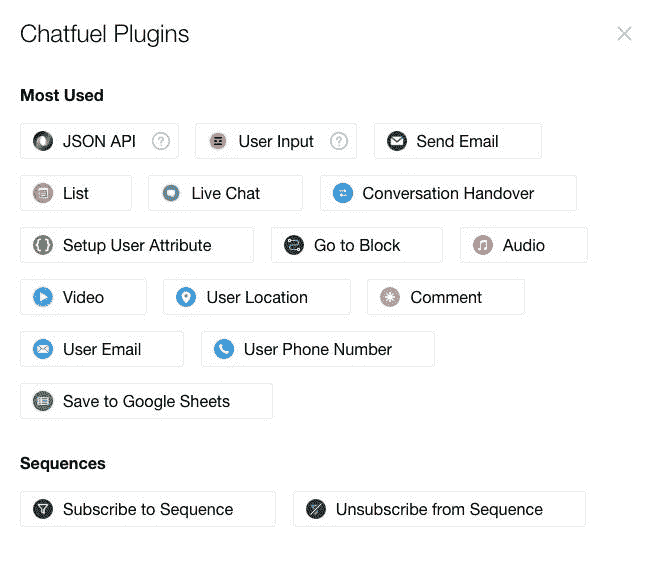 Chatfuel Plugins
Most Used
JSON API ? User Input ? Send Email
List Live Chat Conversation Handover
Setup User Attribute Go to Block Audio
Video User Location Comment
User Email User Phone Number
Save to Google Sheets
Sequences
Subscribe to Sequence Unsubscribe from Sequence